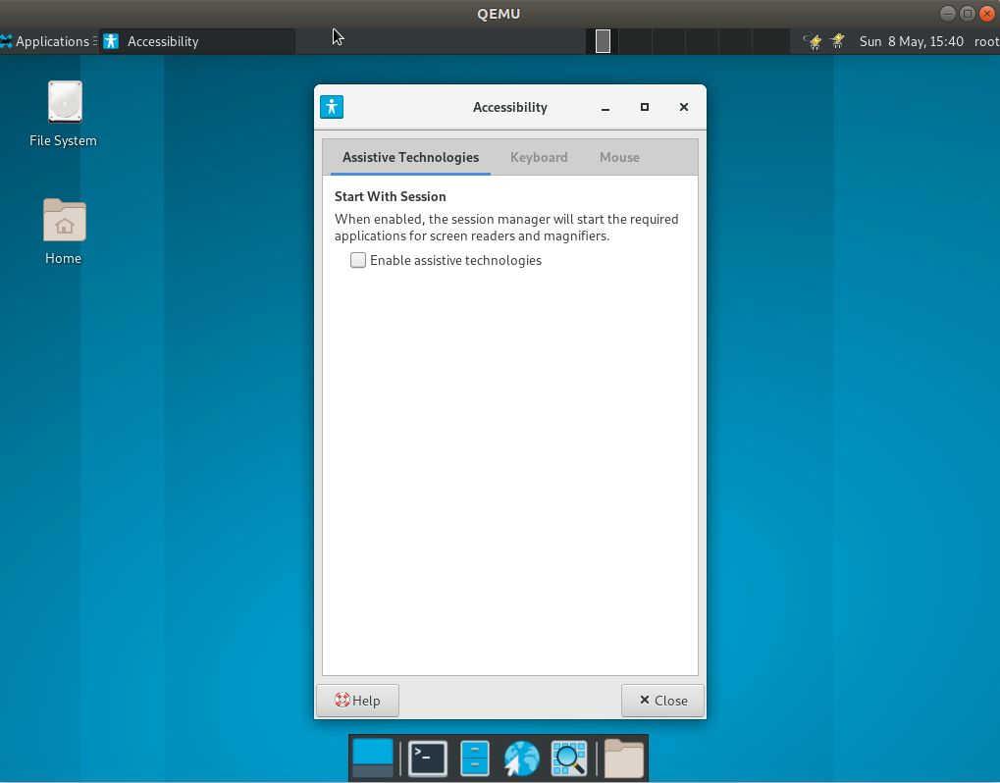 QEMU
Applications
Accessibility
Sun 8 May, 15:40
root
File System
Home
Accessibility
Assistive Technologies
Keyboard
Mouse
Start With Session
When enabled, the session manager will start the required
applications for screen readers and magnifiers.
Enable assistive technologies
Help
Close